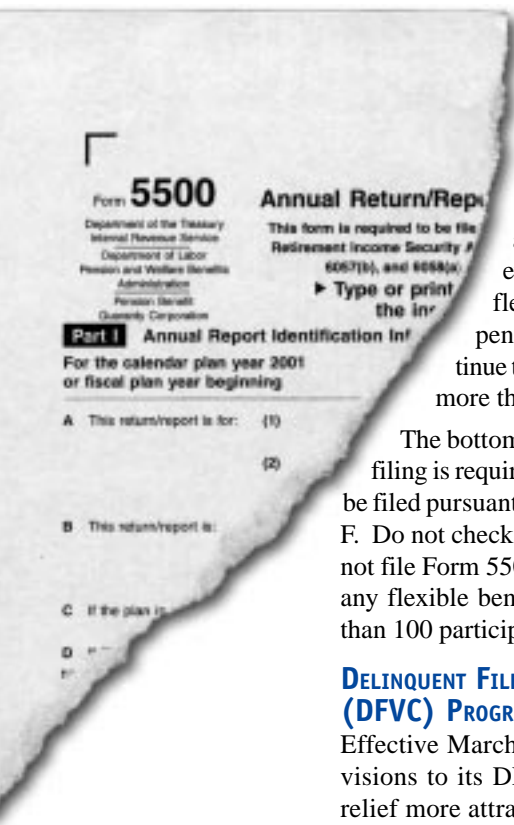 Form 5500
Department of the Treasury
Internal Revenue Service
Department of Labor
Pension and Welfare Benefits
Administration
Pension Benefit
Guaranty Corporation
Annual Return/Rep
This form is required to be file
Retirement Income Security A
6057(b), and 6058(a)
▶ Type or print
the in
Part I Annual Report Identification Inf
For the calendar plan year 2001
or fiscal plan year beginning
A This return/report is for: (1)
(2)
B This return/report is:
C If the plan is
D
e
fle
pen
tinue t
more th
The bottom
filing is requir
be filed pursuant
F. Do not check
not file Form 550
any flexible ben
than 100 particip
DELINQUENT FIL
(DFVC) PROGR
Effective March
visions to its D
relief more attra